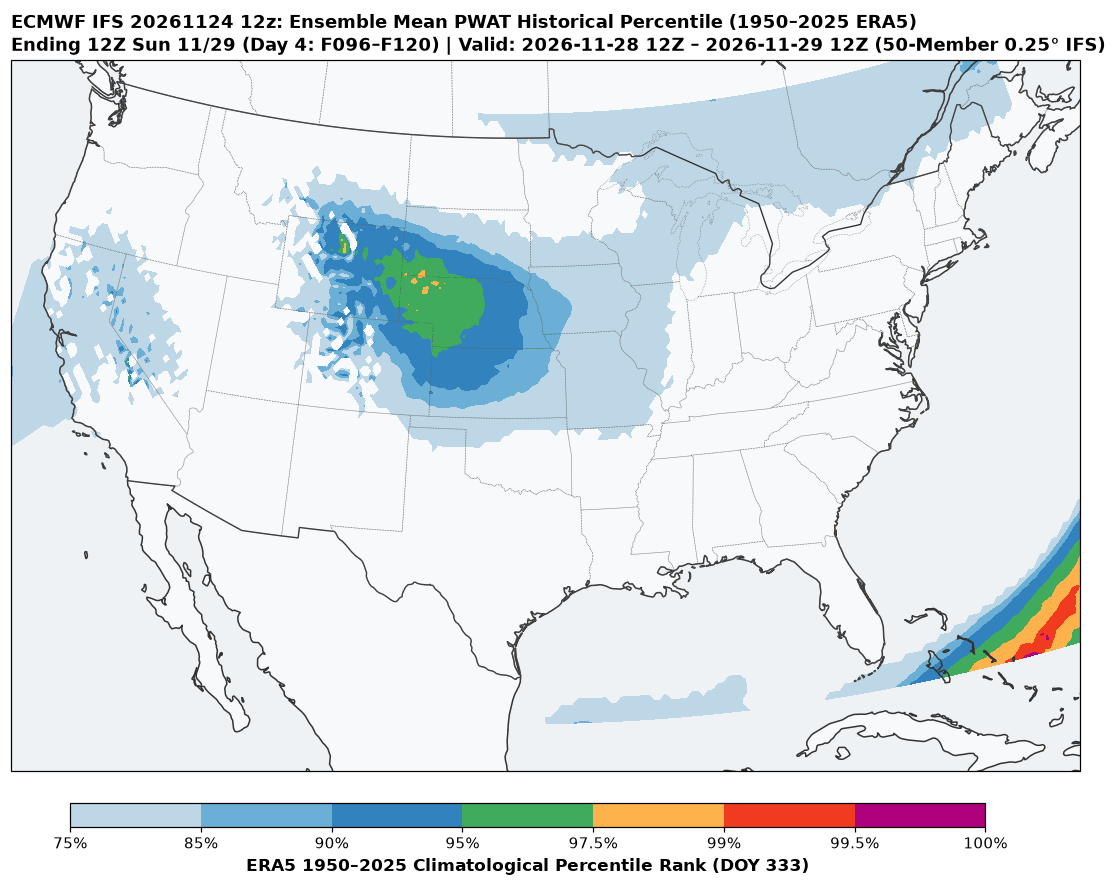 ECMWF IFS 20261124 12z: Ensemble Mean PWAT Historical Percentile (1950–2025 ERA5)
Ending 12Z Sun 11/29 (Day 4: F096–F120) | Valid: 2026-11-28 12Z – 2026-11-29 12Z (50-Member 0.25° IFS)
75% 85% 90% 95% 97.5% 99% 99.5% 100%
ERA5 1950–2025 Climatological Percentile Rank (DOY 333)